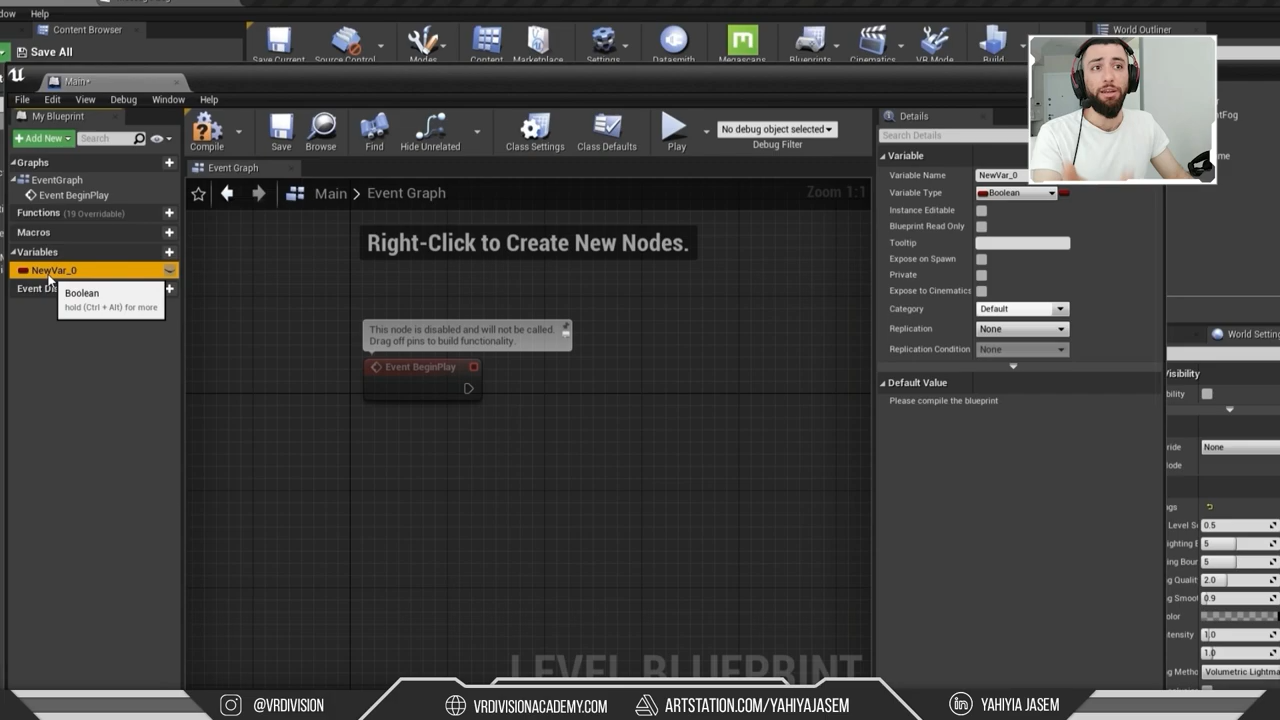 Help
Content Browser
World Outliner
Save All
Save Current
Source Control
Modes
Content
Marketplace
Settings
Datasmith
Megascans
Blueprints
Cinematics
VR Mode
Build
Main*
File
Edit
View
Debug
Window
Help
My Blueprint
Add New
Search
Compile
Save
Browse
Find
Hide Unrelated
Class Settings
Class Defaults
Play
No debug object selected
Debug Filter
Graphs
EventGraph
Event BeginPlay
Functions (19 Overridable)
Macros
Variables
NewVar_0
Event Di
Boolean
hold (Ctrl + Alt) for more
Event Graph
Main > Event Graph
Zoom 1:1
Right-Click to Create New Nodes.
This node is disabled and will not be called.
Drag off pins to build functionality.
Event BeginPlay
LEVEL BLUEPRINT
Details
Search Details
Variable
Variable Name
NewVar_0
Variable Type
Boolean
Instance Editable
Blueprint Read Only
Tooltip
Expose on Spawn
Private
Expose to Cinematics
Category
Default
Replication
None
Replication Condition
None
Default Value
Please compile the blueprint
World Setting
None
0.5
5
5
2.0
0.9
1.0
1.0
Volumetric Lightma
@VRDIVISION
VRDIVISIONACADEMY.COM
ARTSTATION.COM/YAHIYAJASEM
YAHIYIA JASEM